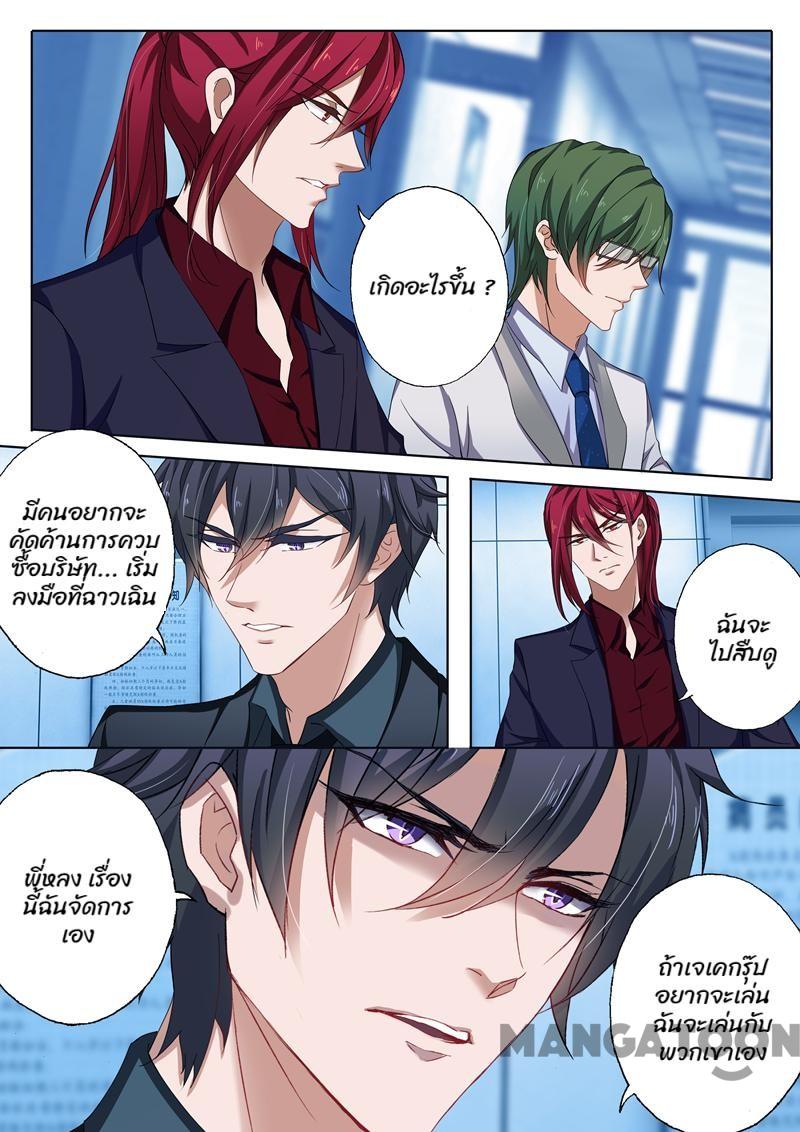 เกิดอะไรขึ้น ?
มีคนอยากจะ
คัดค้านการควบ
ซื้อบริษัท... เริ่ม
ลงมือที่ฉาวเฉิน
ฉันจะ
ไปสืบดู
พี่หลง เรื่อง
นี้ฉันจัดการ
เอง
ถ้าเจเคกรุ๊ป
อยากจะเล่น
ฉันจะเล่นกับ
พวกเขาเอง
MANGATOON